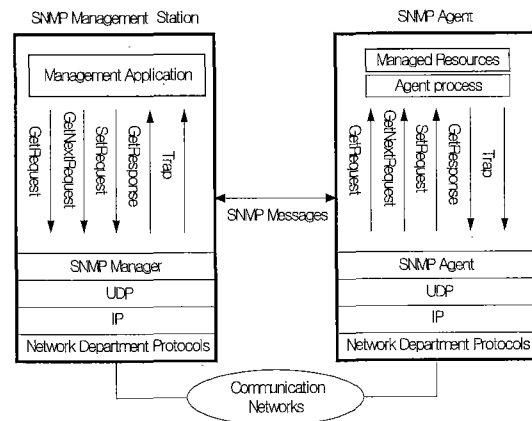 SNMP Management Station
Management Application
GetRequest
GetNextRequest
SetRequest
GetResponse
Trap
SNMP Manager
UDP
IP
Network Department Protocols
SNMP Messages
SNMP Agent
Managed Resources
Agent process
GetRequest
GetNextRequest
SetRequest
GetResponse
Trap
SNMP Agent
UDP
IP
Network Department Protocols
Communication
Networks